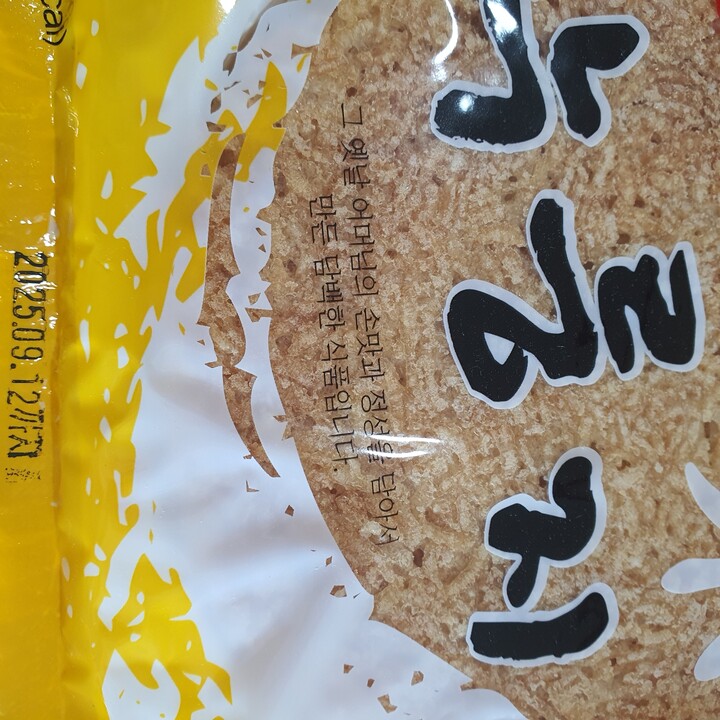 누룽지
그 옛날 어머님의 손맛과 정성을 담아서
만든 담백한 식품입니다.
cal)
2025.09.12까지